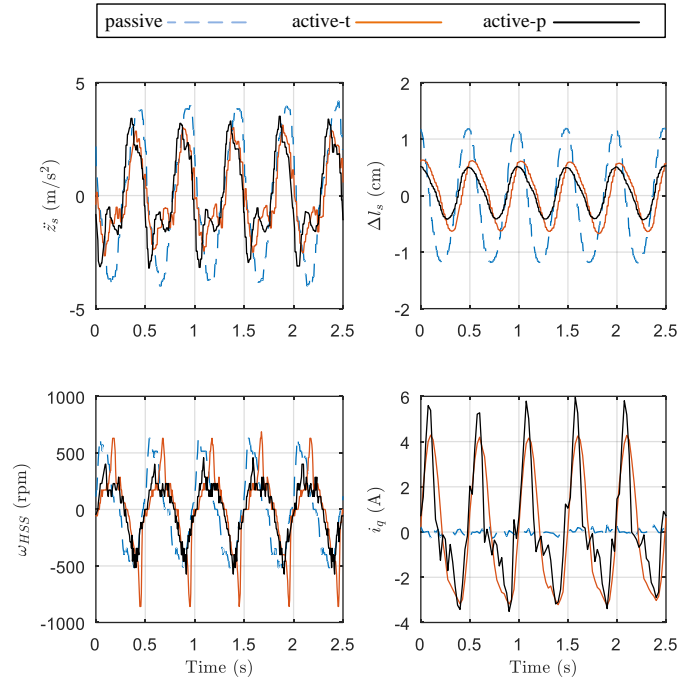 passive active-t active-p
z̈ₛ (m/s²)
5
0
-5
0 0.5 1 1.5 2 2.5
Δlₛ (cm)
2
1
0
-1
-2
0 0.5 1 1.5 2 2.5
ω_HSS (rpm)
1000
500
0
-500
-1000
0 0.5 1 1.5 2 2.5
Time (s)
i_q (A)
6
4
2
0
-2
-4
0 0.5 1 1.5 2 2.5
Time (s)